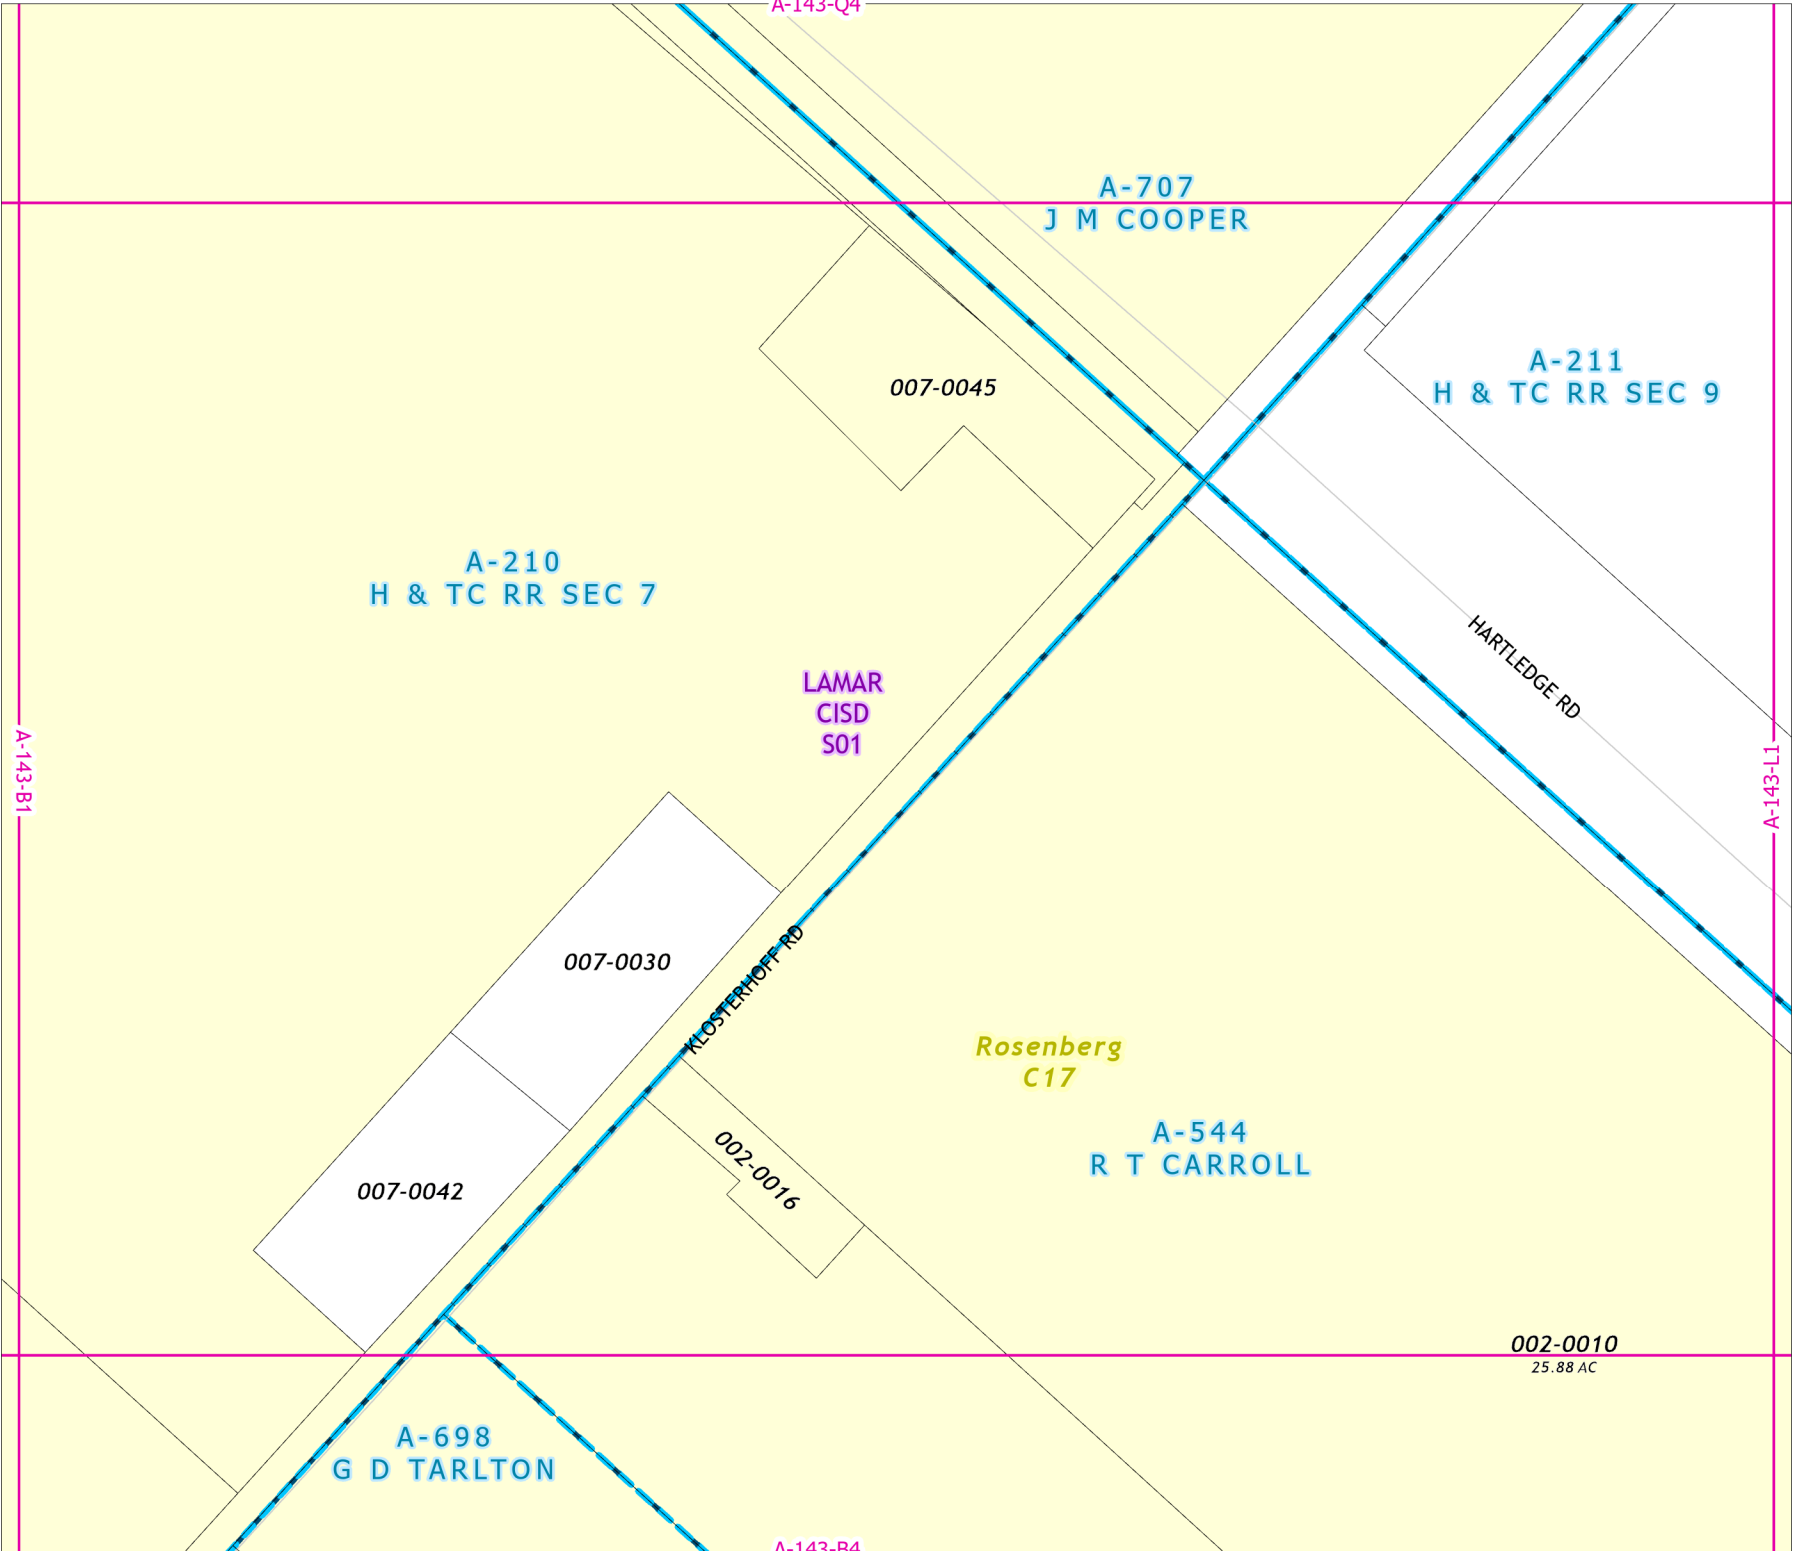 A-143-Q4
A-707
J M COOPER
A-211
H & TC RR SEC 9
007-0045
A-210
H & TC RR SEC 7
HARTLEDGE RD
LAMAR
CISD
S01
A-143-B1
A-143-L1
007-0030
KLOSTERHOFF RD
Rosenberg
C17
A-544
R T CARROLL
002-0016
007-0042
002-0010
25.88 AC
A-698
G D TARLTON
A-143-B4